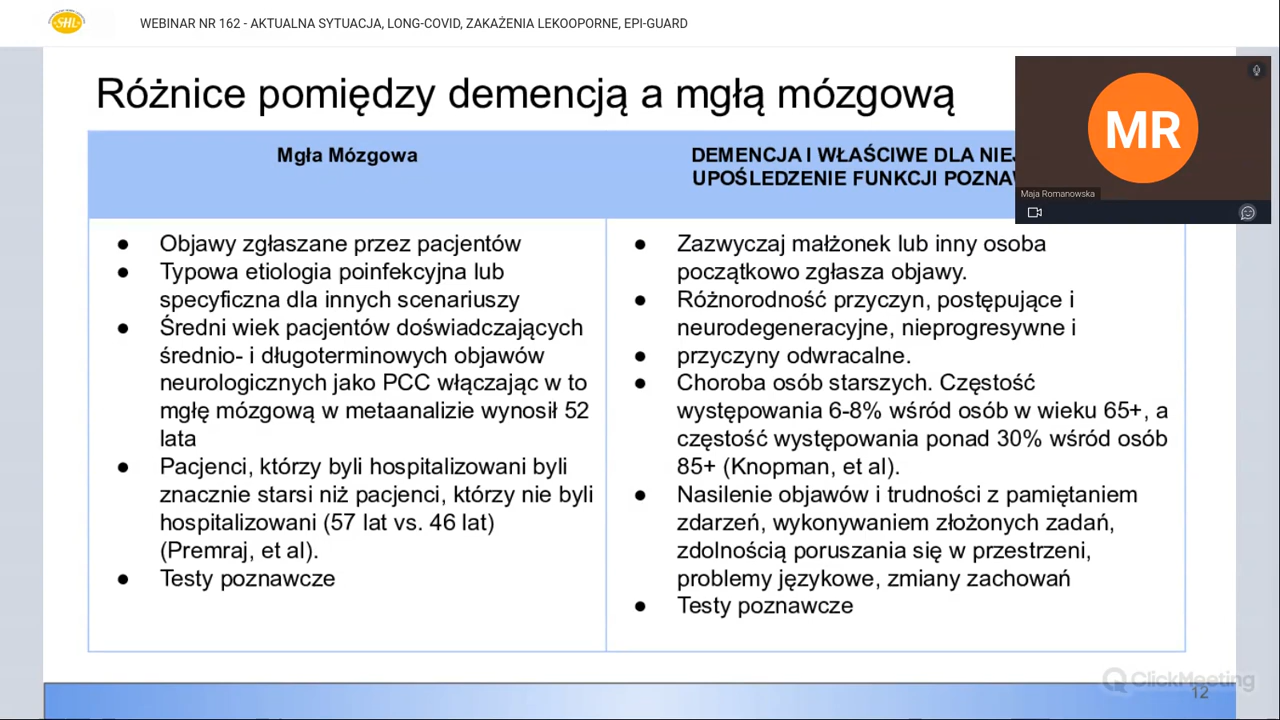 SHL
WEBINAR NR 162 - AKTUALNA SYTUACJA, LONG-COVID, ZAKAŻENIA LEKOOPORNE, EPI-GUARD
Różnice pomiędzy demencją a mgłą mózgową
MR
Maja Romanowska
Mgła Mózgowa
● Objawy zgłaszane przez pacjentów
● Typowa etiologia poinfekcyjna lub
specyficzna dla innych scenariuszy
● Średni wiek pacjentów doświadczających
średnio- i długoterminowych objawów
neurologicznych jako PCC włączając w to
mgłę mózgową w metaanalizie wynosił 52
lata
● Pacjenci, którzy byli hospitalizowani byli
znacznie starsi niż pacjenci, którzy nie byli
hospitalizowani (57 lat vs. 46 lat)
(Premraj, et al).
● Testy poznawcze
DEMENCJA I WŁAŚCIWE DLA
UPOŚLEDZENIE FUNKCJI
● Zazwyczaj małżonek lub inny osoba
początkowo zgłasza objawy.
● Różnorodność przyczyn, postępujące i
neurodegeneracyjne, nieprogresywne i
● przyczyny odwracalne.
● Choroba osób starszych. Częstość
występowania 6-8% wśród osób w wieku 65+, a
częstość występowania ponad 30% wśród osób
85+ (Knopman, et al).
● Nasilenie objawów i trudności z pamiętaniem
zdarzeń, wykonywaniem złożonych zadań,
zdolnością poruszania się w przestrzeni,
problemy językowe, zmiany zachowań
● Testy poznawcze
ClickMeeting
12